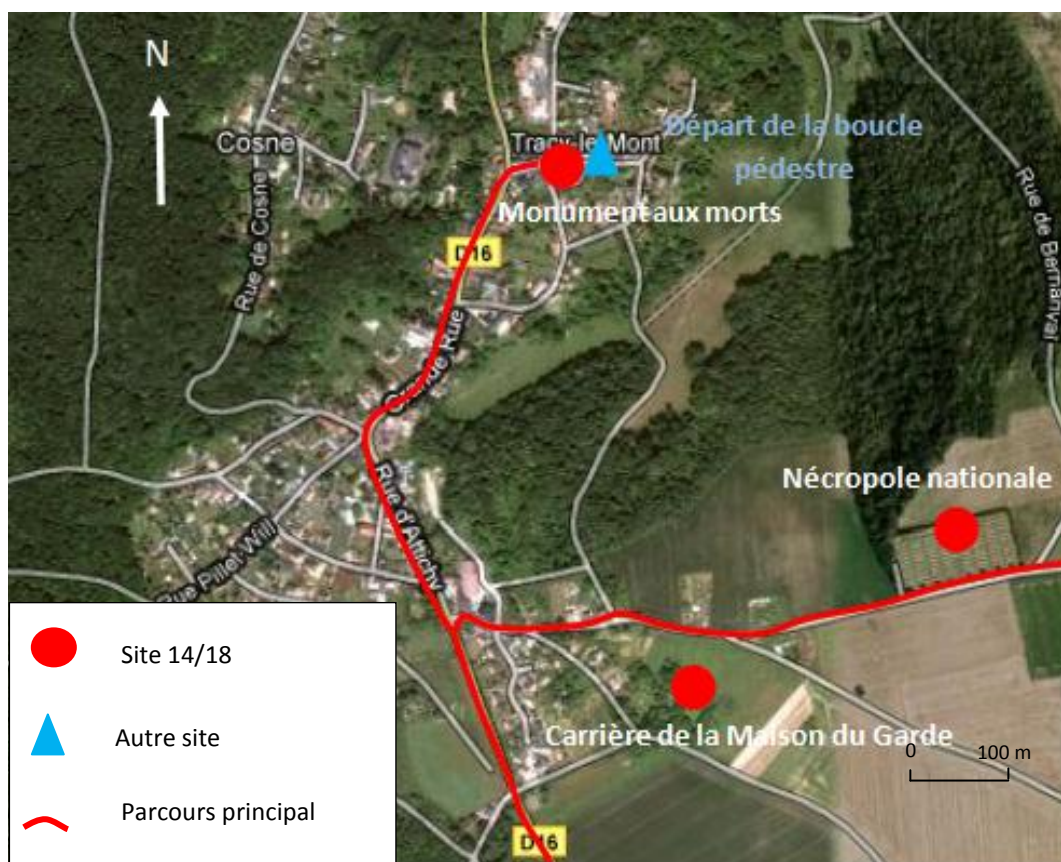 N
Cosne
Tracy-le-Mont
Départ de la boucle
pédestre
Monument aux morts
Rue de Cosne
D16
Rue de Bernanval
Grande Rue
Nécropole nationale
Rue d'Attichy
Rue Pillet-Will
Site 14/18
Autre site
Parcours principal
Carrière de la Maison du Garde
0 100 m
D16